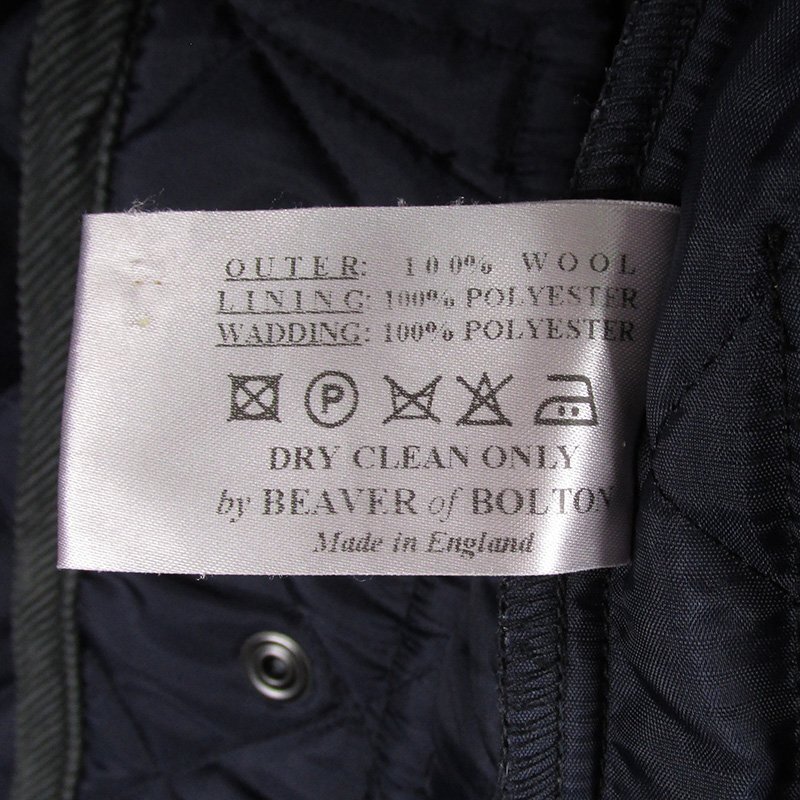 OUTER: 100% WOOL
LINING: 100% POLYESTER
WADDING: 100% POLYESTER
P
DRY CLEAN ONLY
by BEAVER of BOLTON
Made in England